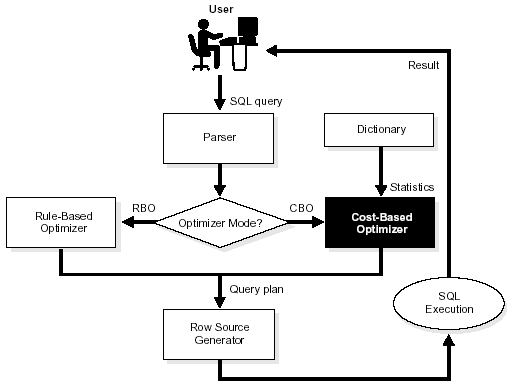 User
Result
SQL query
Parser
Dictionary
Statistics
RBO
CBO
Rule-Based
Optimizer
Optimizer Mode?
Cost-Based
Optimizer
Query plan
SQL
Execution
Row Source
Generator